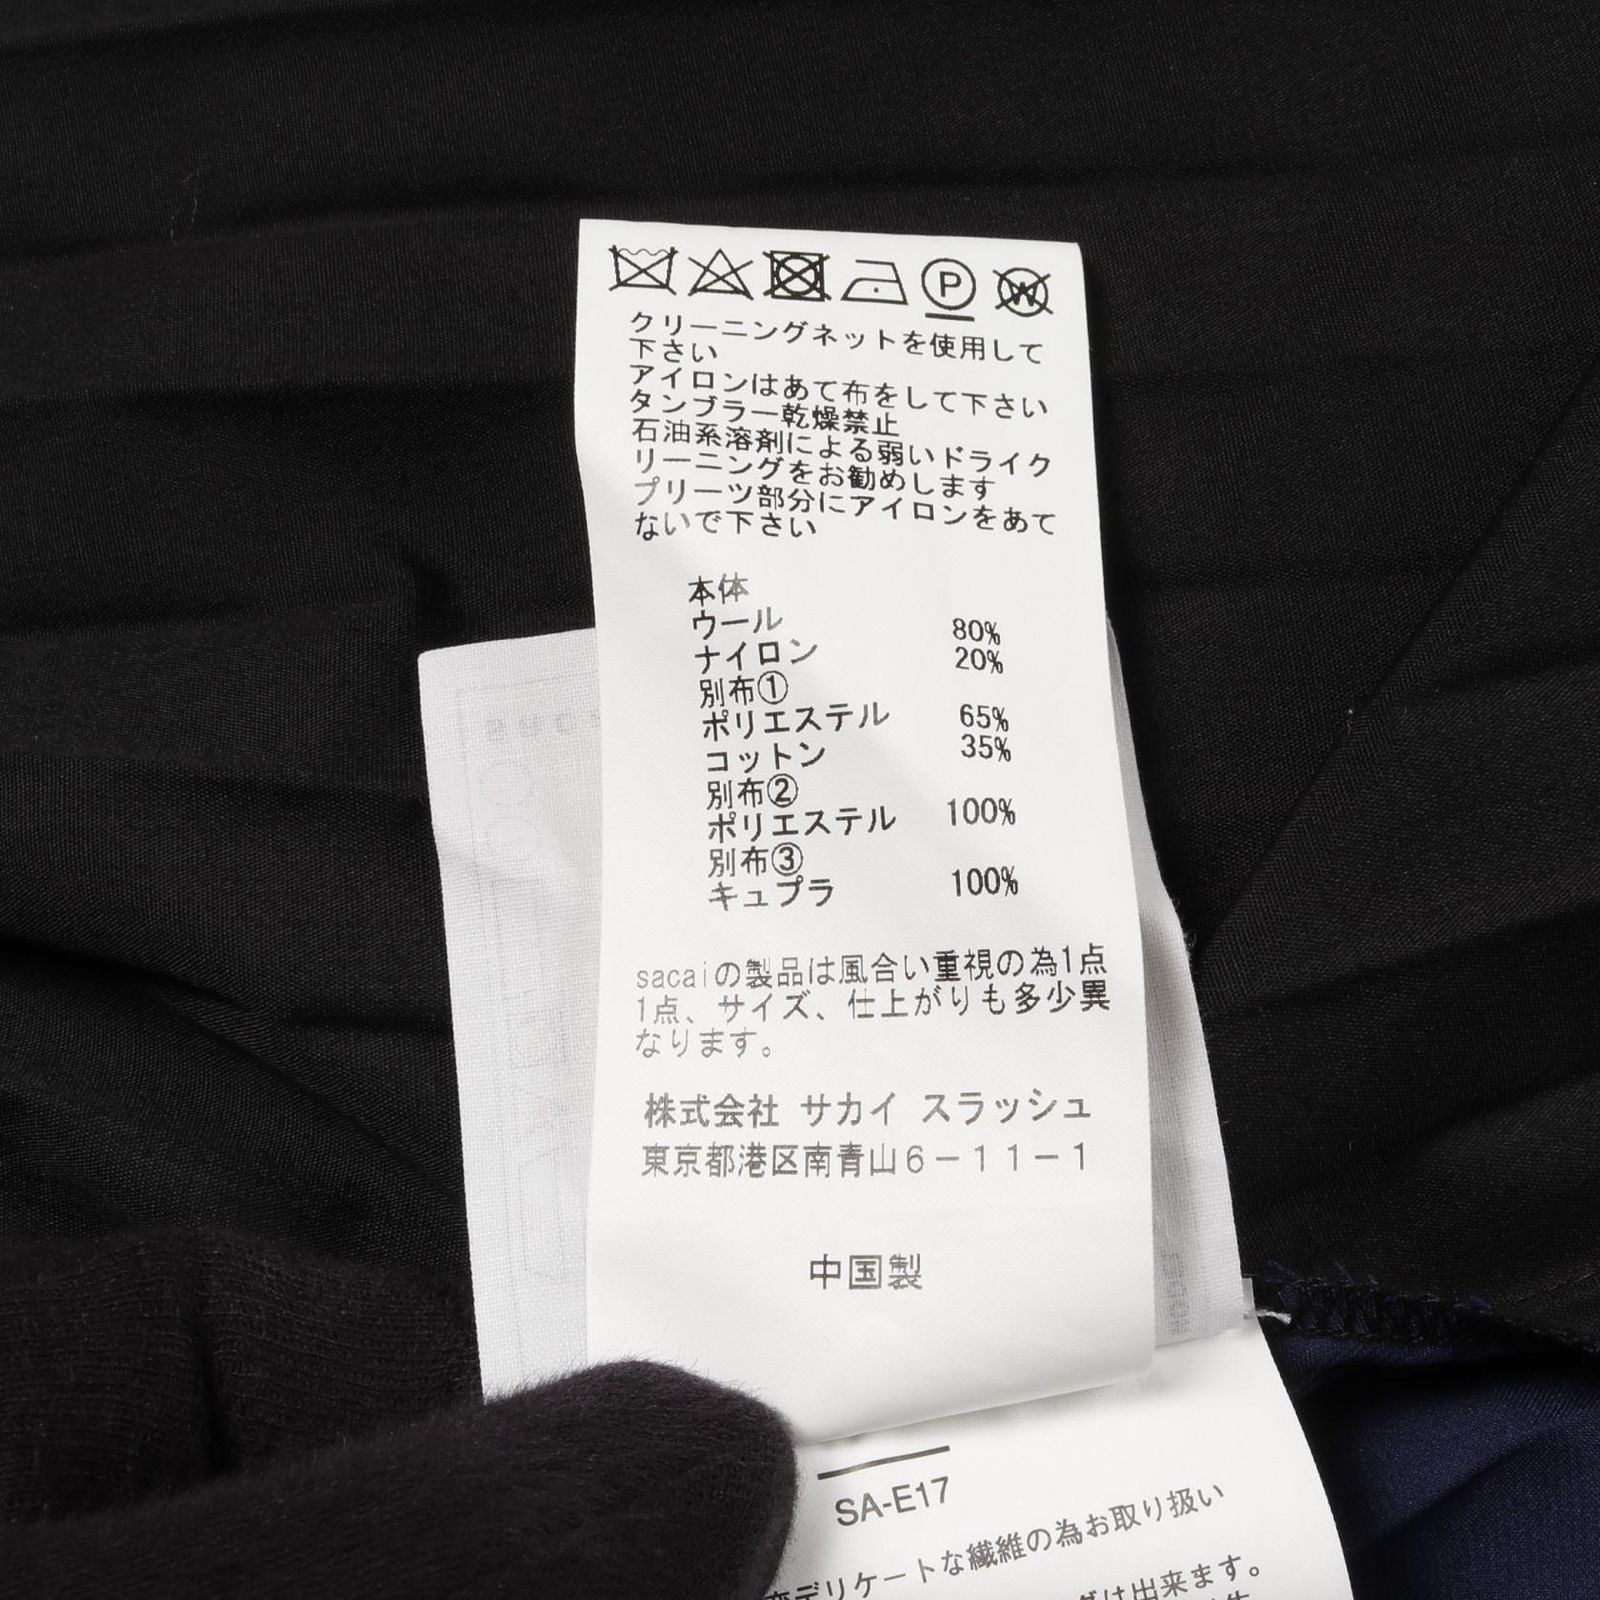 P W
クリーニングネットを使用して
下さい
アイロンはあて布をして下さい
タンブラー乾燥禁止
石油系溶剤による弱いドライク
リーニングをお勧めします
プリーツ部分にアイロンをあて
ないで下さい
本体
ウール 80%
ナイロン 20%
別布①
ポリエステル 65%
コットン 35%
別布②
ポリエステル 100%
別布③
キュプラ 100%
sacaiの製品は風合い重視の為1点
1点、サイズ、仕上がりも多少異
なります。
株式会社 サカイ スラッシュ
東京都港区南青山6－11－1
中国製
SA-E17
デリケートな繊維の為お取り扱い
は出来ます。